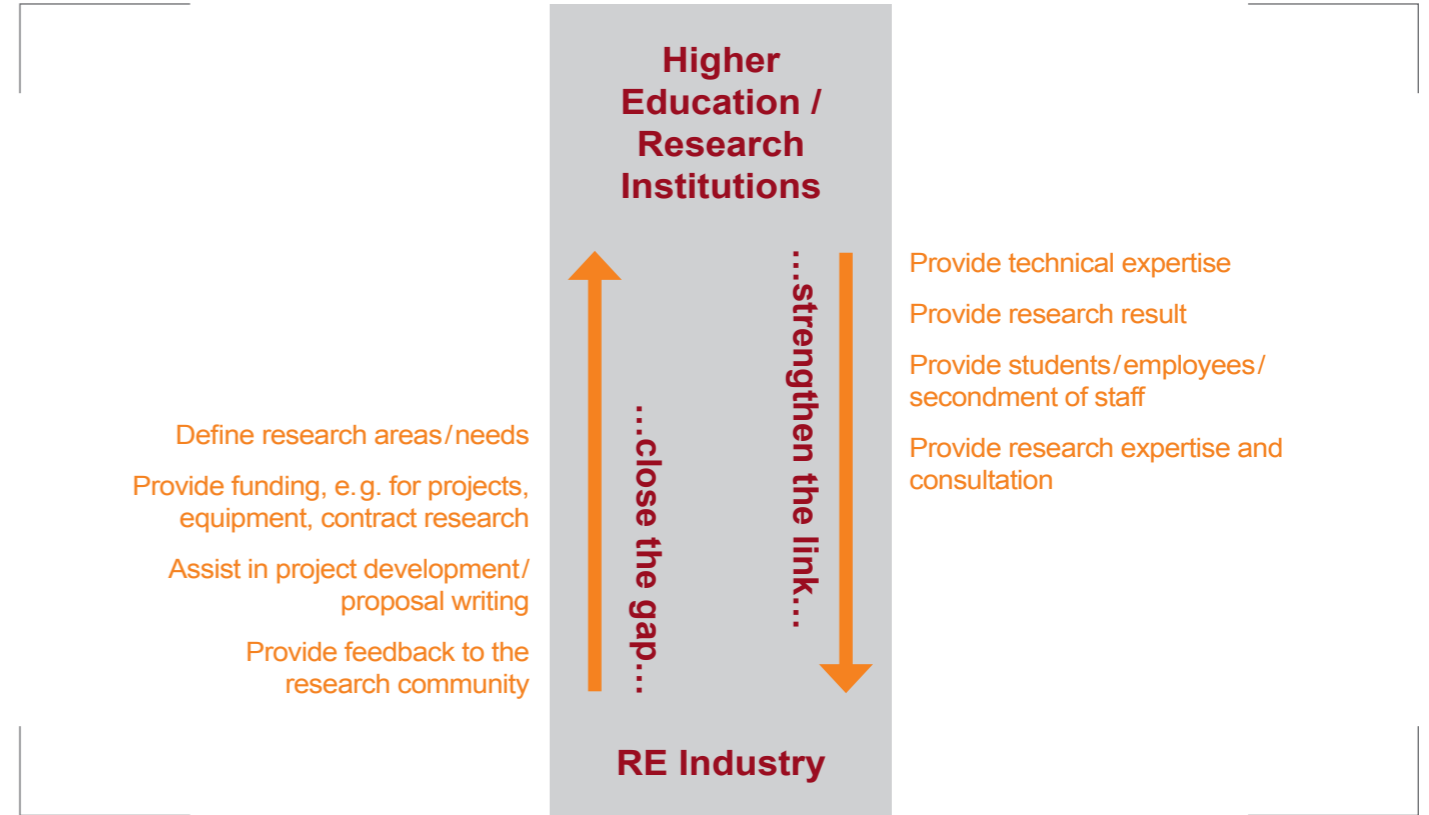 Higher
Education /
Research
Institutions
Define research areas/needs
Provide funding, e. g. for projects,
equipment, contract research
Assist in project development/
proposal writing
Provide feedback to the
research community
…close the gap…
…strengthen the link…
Provide technical expertise
Provide research result
Provide students/employees/
secondment of staff
Provide research expertise and
consultation
RE Industry